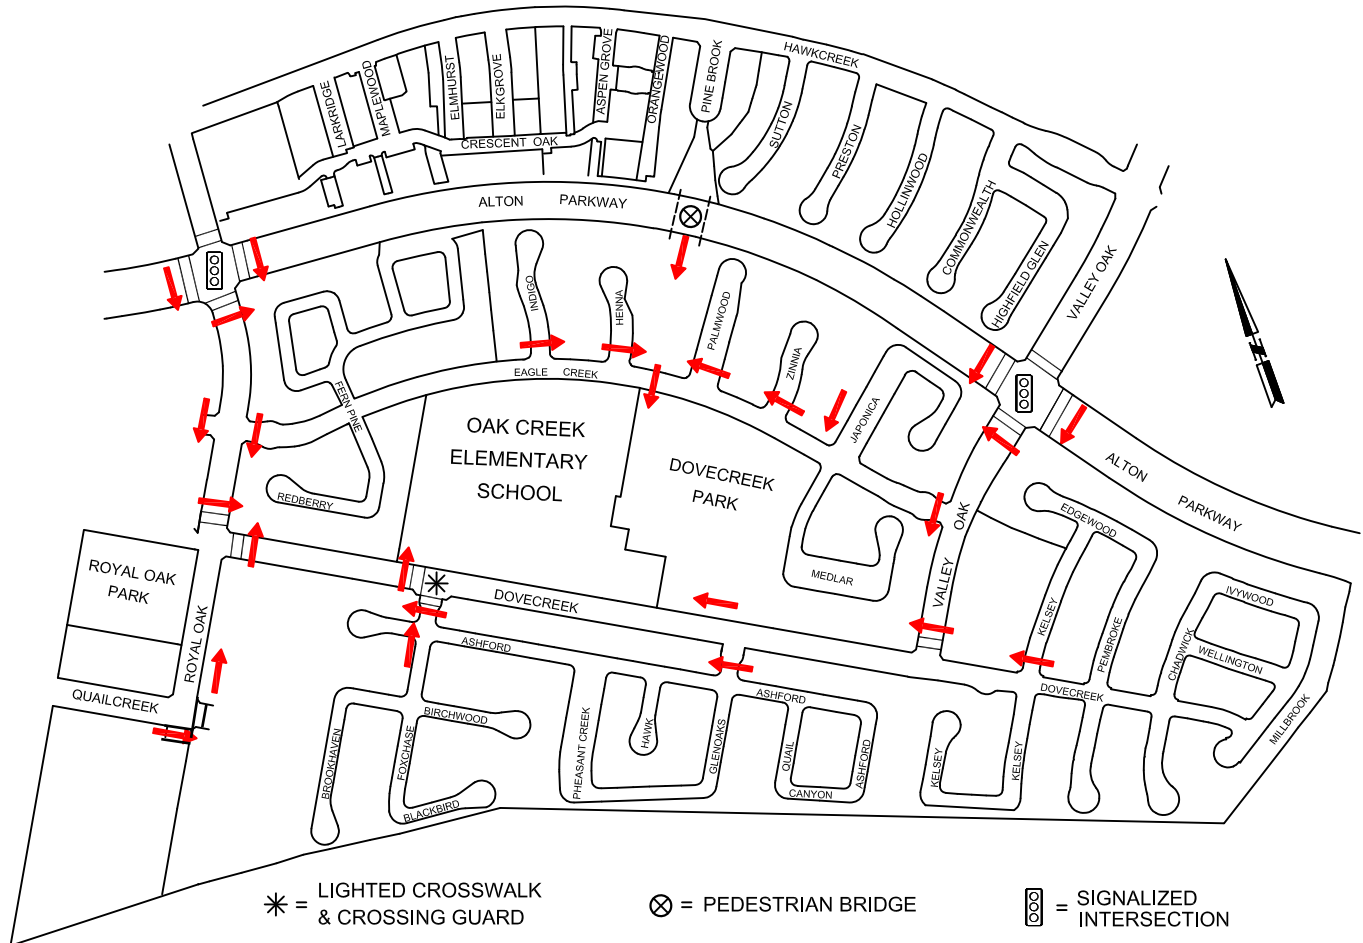 HAWKCREEK
LARKRIDGE
MAPLEWOOD
ELMHURST
ELKGROVE
ASPEN GROVE
ORANGEWOOD
PINE BROOK
CRESCENT OAK
SUTTON
PRESTON
HOLLINWOOD
COMMONWEALTH
HIGHFIELD GLEN
VALLEY OAK
ALTON PARKWAY
INDIGO
HENNA
PALMWOOD
ZINNIA
JAPONICA
EAGLE CREEK
FERN PINE
REDBERRY
OAK CREEK
ELEMENTARY
SCHOOL
DOVECREEK
PARK
ALTON PARKWAY
VALLEY OAK
EDGEWOOD
MEDLAR
ROYAL OAK
PARK
ROYAL OAK
QUAILCREEK
DOVECREEK
KELSEY
PEMBROKE
CHADWICK
IVYWOOD
WELLINGTON
MILLBROOK
ASHFORD
ASHFORD
DOVECREEK
BIRCHWOOD
BROOKHAVEN
FOXCHASE
BLACKBIRD
PHEASANT CREEK
HAWK
GLENOAKS
QUAIL
CANYON
ASHFORD
KELSEY
KELSEY
= LIGHTED CROSSWALK
& CROSSING GUARD
= PEDESTRIAN BRIDGE
= SIGNALIZED
INTERSECTION